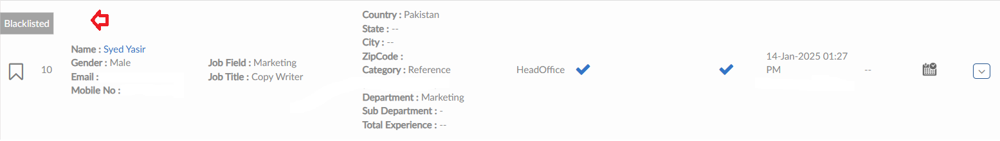 Blacklisted
10
Name : Syed Yasir
Gender : Male
Email :
Mobile No :
Job Field : Marketing
Job Title : Copy Writer
Country : Pakistan
State : --
City : --
ZipCode :
Category : Reference
Department : Marketing
Sub Department : -
Total Experience : --
HeadOffice
14-Jan-2025 01:27
PM
--